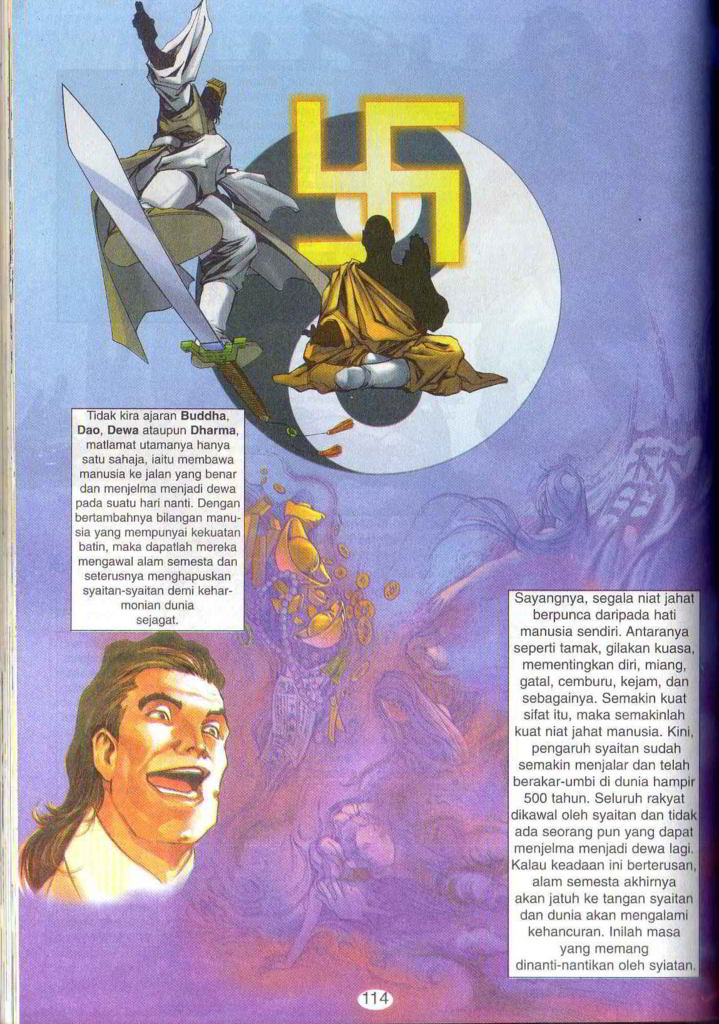 Tidak kira ajaran Buddha,
Dao, Dewa ataupun Dharma,
matlamat utamanya hanya
satu sahaja, iaitu membawa
manusia ke jalan yang benar
dan menjelma menjadi dewa
pada suatu hari nanti. Dengan
bertambahnya bilangan manu-
sia yang mempunyai kekuatan
batin, maka dapatlah mereka
mengawal alam semesta dan
seterusnya menghapuskan
syaitan-syaitan demi kehar-
monian dunia
sejagat.
Sayangnya, segala niat jahat
berpunca daripada hati
manusia sendiri. Antaranya
seperti tamak, gilakan kuasa,
mementingkan diri, miang,
gatal, cemburu, kejam, dan
sebagainya. Semakin kuat
sifat itu, maka semakinlah
kuat niat jahat manusia. Kini,
pengaruh syaitan sudah
semakin menjalar dan telah
berakar-umbi di dunia hampir
500 tahun. Seluruh rakyat
dikawal oleh syaitan dan tidak
ada seorang pun yang dapat
menjelma menjadi dewa lagi.
Kalau keadaan ini berterusan,
alam semesta akhirnya
akan jatuh ke tangan syaitan
dan dunia akan mengalami
kehancuran. Inilah masa
yang memang
dinanti-nantikan oleh syiatan.
114